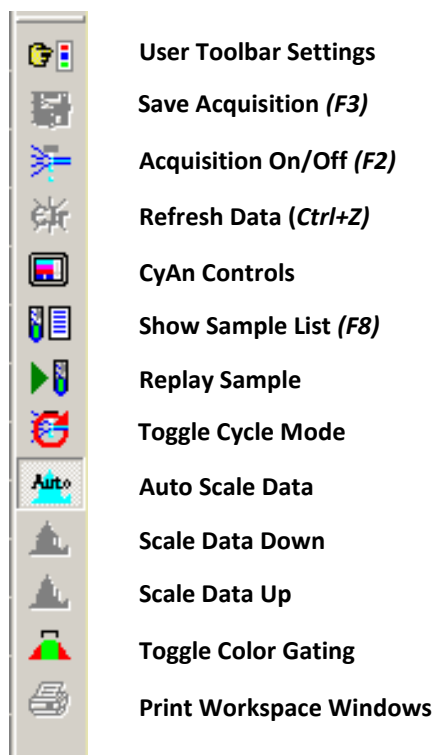 User Toolbar Settings
Save Acquisition (F3)
Acquisition On/Off (F2)
Clr Refresh Data (Ctrl+Z)
CyAn Controls
Show Sample List (F8)
Replay Sample
Toggle Cycle Mode
Auto Auto Scale Data
Scale Data Down
Scale Data Up
Toggle Color Gating
Print Workspace Windows